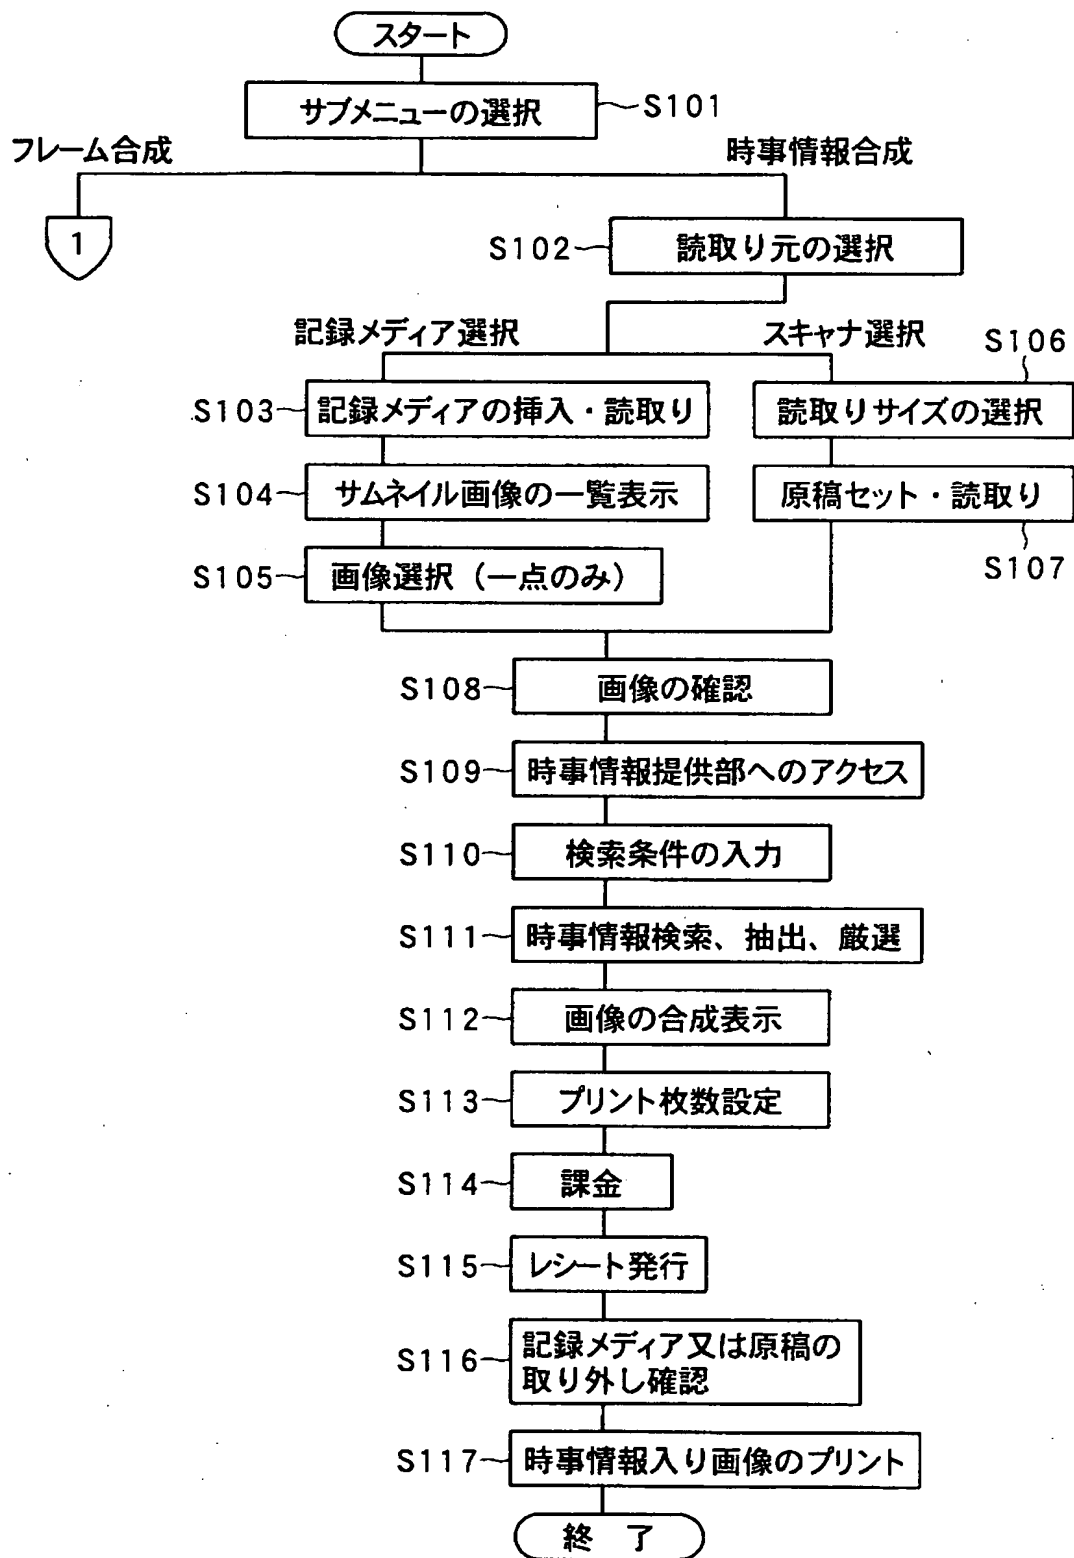 スタート
サブメニューの選択
S101
フレーム合成
時事情報合成
1
S102
読取り元の選択
記録メディア選択
スキャナ選択
S106
S103
記録メディアの挿入・読取り
読取りサイズの選択
S104
サムネイル画像の一覧表示
原稿セット・読取り
S105
画像選択（一点のみ）
S107
S108
画像の確認
S109
時事情報提供部へのアクセス
S110
検索条件の入力
S111
時事情報検索、抽出、厳選
S112
画像の合成表示
S113
プリント枚数設定
S114
課金
S115
レシート発行
S116
記録メディア又は原稿の
取り外し確認
S117
時事情報入り画像のプリント
終 了